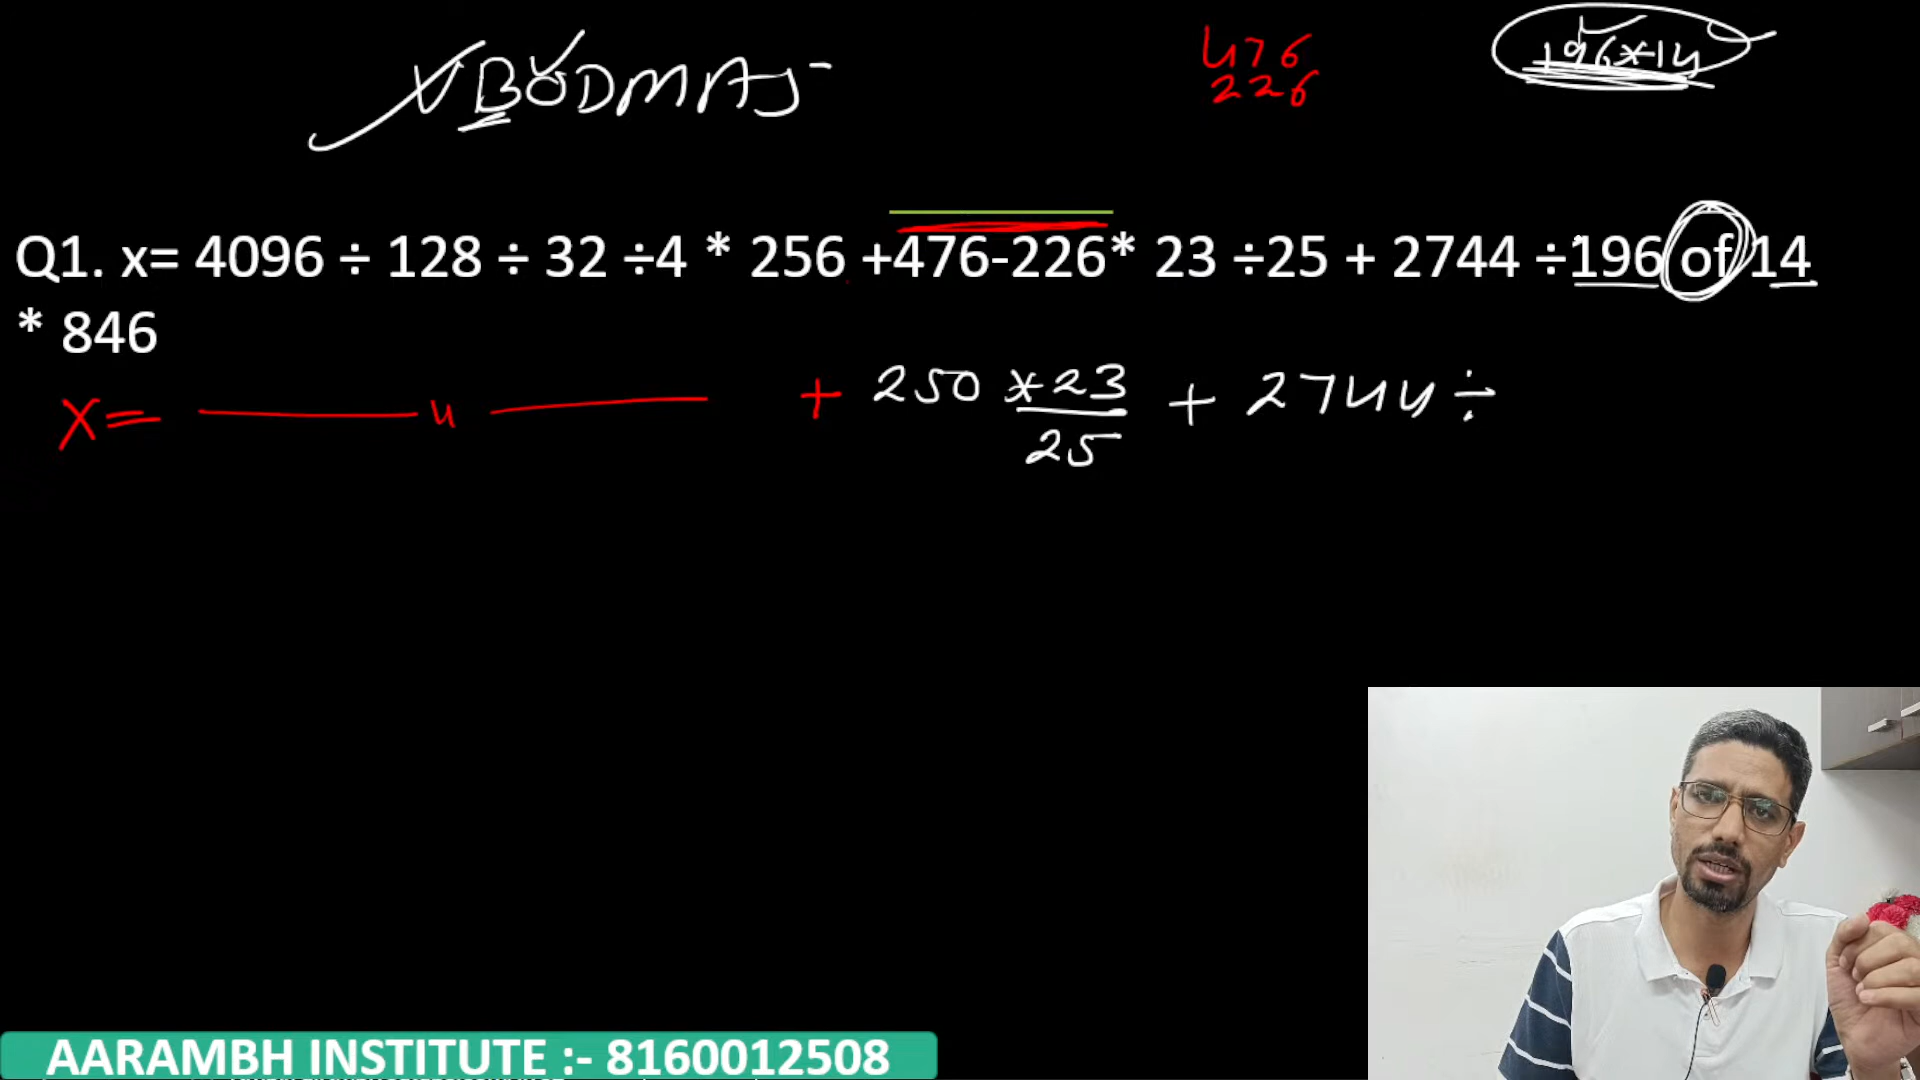 VBODMAS
476
226
196*14
Q1. x= 4096 ÷ 128 ÷ 32 ÷4 * 256 +476-226* 23 ÷25 + 2744 ÷196 of 14
* 846
X= ——— 4 ——— + 250 *23 + 2744 ÷
25
AARAMBH INSTITUTE :- 8160012508